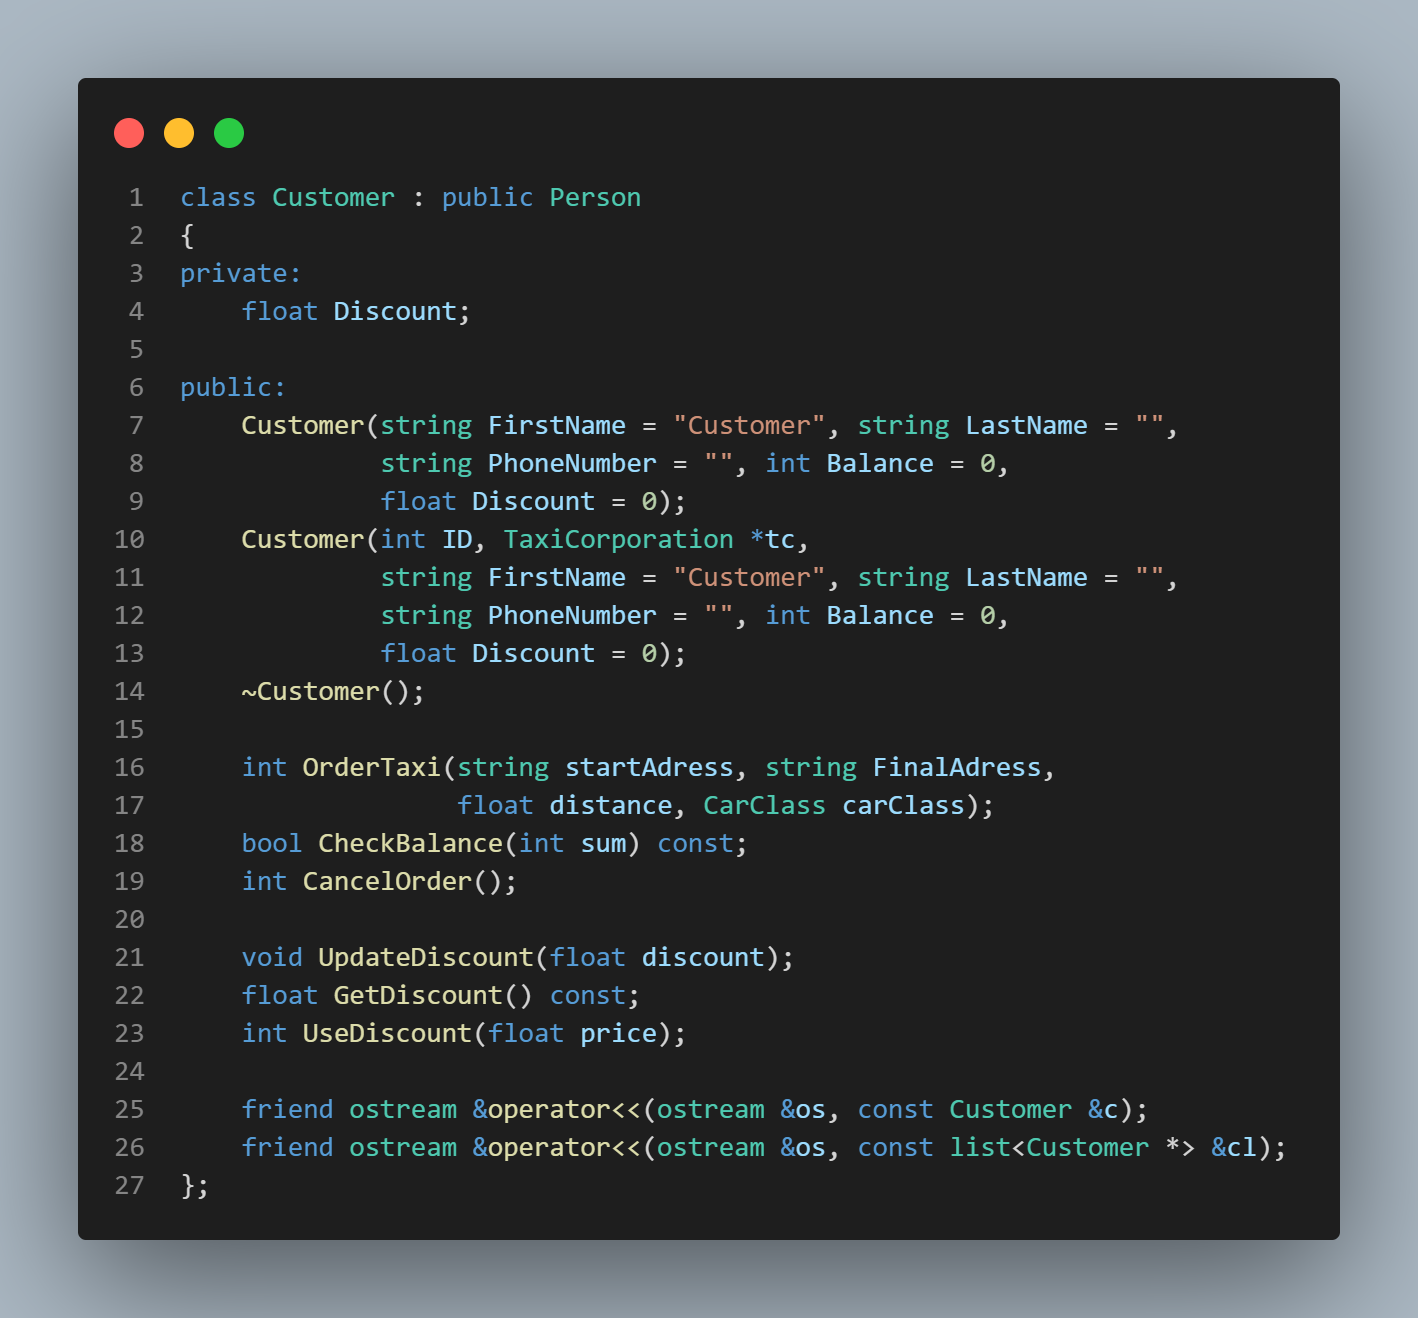 1 class Customer : public Person
2 {
3 private:
4     float Discount;
5
6 public:
7     Customer(string FirstName = "Customer", string LastName = "",
8              string PhoneNumber = "", int Balance = 0,
9              float Discount = 0);
10     Customer(int ID, TaxiCorporation *tc,
11              string FirstName = "Customer", string LastName = "",
12              string PhoneNumber = "", int Balance = 0,
13              float Discount = 0);
14     ~Customer();
15
16     int OrderTaxi(string startAdress, string FinalAdress,
17                   float distance, CarClass carClass);
18     bool CheckBalance(int sum) const;
19     int CancelOrder();
20
21     void UpdateDiscount(float discount);
22     float GetDiscount() const;
23     int UseDiscount(float price);
24
25     friend ostream &operator<<(ostream &os, const Customer &c);
26     friend ostream &operator<<(ostream &os, const list<Customer *> &cl);
27 };